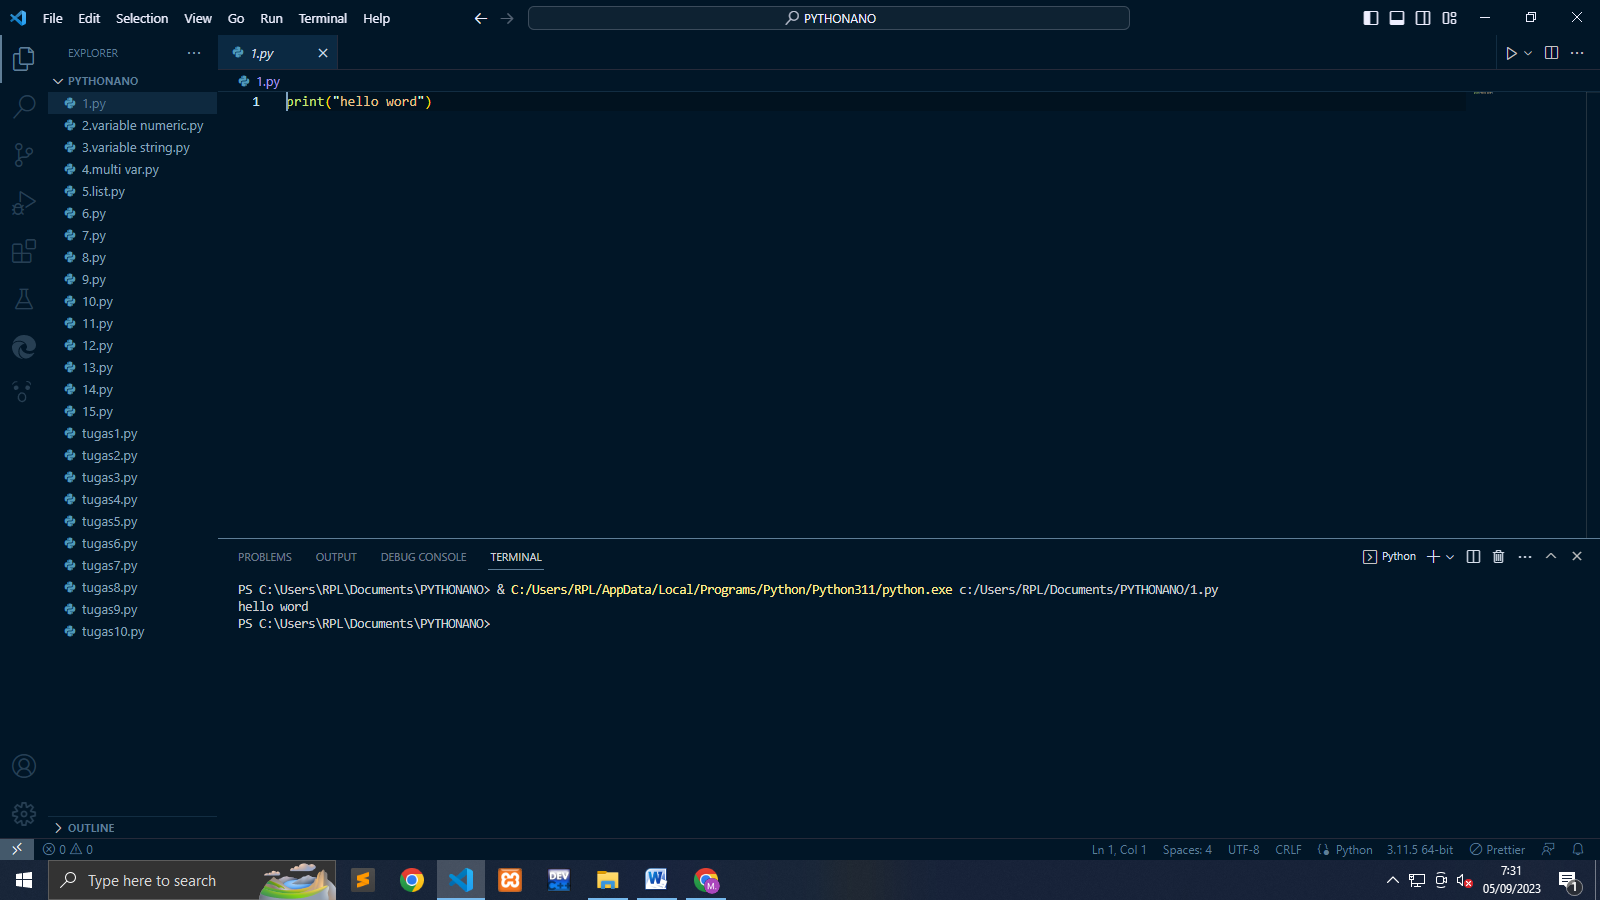 File Edit Selection View Go Run Terminal Help
PYTHONANO
EXPLORER
PYTHONANO
1.py
2.variable numeric.py
3.variable string.py
4.multi var.py
5.list.py
6.py
7.py
8.py
9.py
10.py
11.py
12.py
13.py
14.py
15.py
tugas1.py
tugas2.py
tugas3.py
tugas4.py
tugas5.py
tugas6.py
tugas7.py
tugas8.py
tugas9.py
tugas10.py
OUTLINE
1.py
1.py
1 print("hello word")
PROBLEMS OUTPUT DEBUG CONSOLE TERMINAL
Python
PS C:\Users\RPL\Documents\PYTHONANO> & C:/Users/RPL/AppData/Local/Programs/Python/Python311/python.exe c:/Users/RPL/Documents/PYTHONANO/1.py
hello word
PS C:\Users\RPL\Documents\PYTHONANO>
0 0
Ln 1, Col 1 Spaces: 4 UTF-8 CRLF Python 3.11.5 64-bit Prettier
Type here to search
DEV
W
M.
7:31
05/09/2023
1